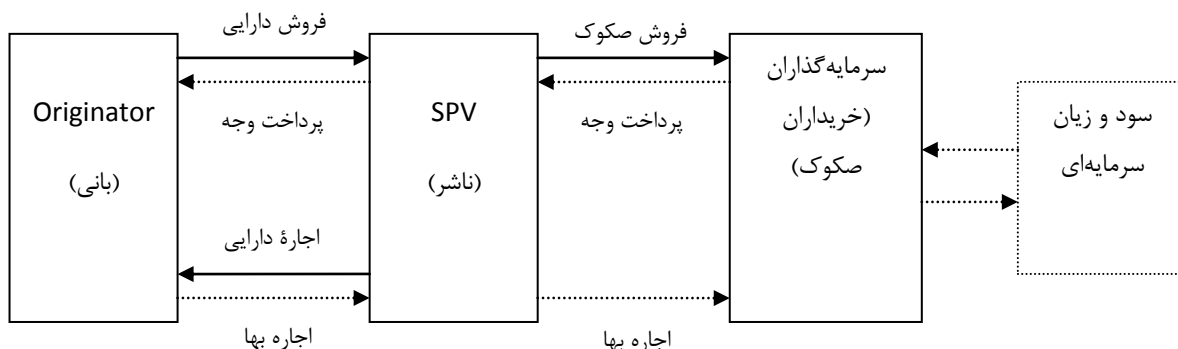 فروش دارایی
فروش صکوک
پرداخت وجه
پرداخت وجه
Originator
(بانی)
SPV
(ناشر)
سرمایه‌گذاران
(خریداران
صکوک)
سود و زیان
سرمایه‌ای
اجارهٔ دارایی
اجاره بها
اجاره بها